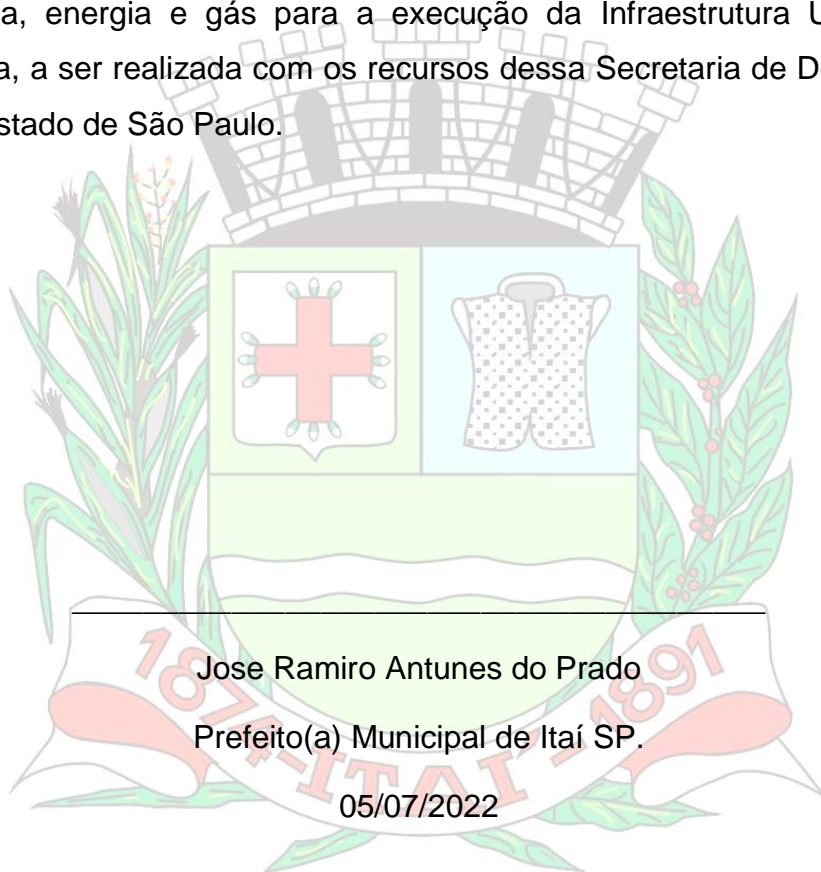 a, energia e gás para a execução da Infraestrutura U
a, a ser realizada com os recursos dessa Secretaria de D
stado de São Paulo.
Jose Ramiro Antunes do Prado
Prefeito(a) Municipal de Itaí SP.
05/07/2022
1874-ITAÍ-1891